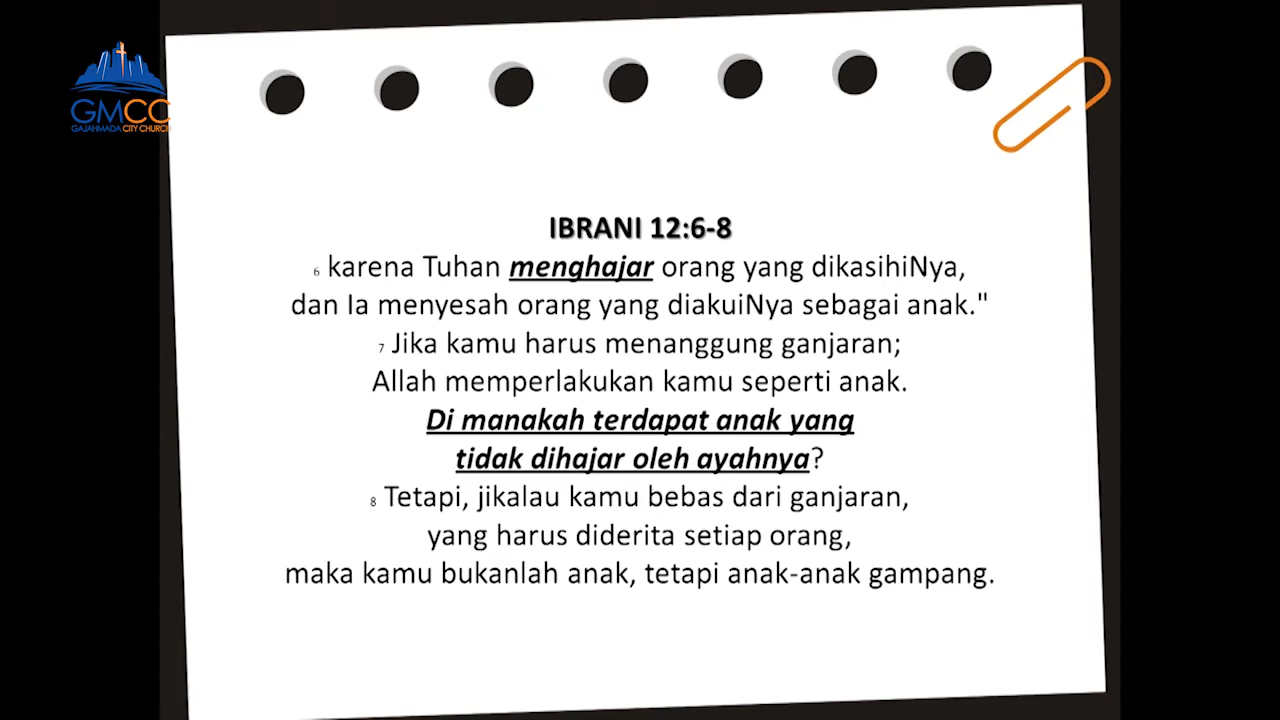 GMCC
GAJAHMADA CITY CHURCH
IBRANI 12:6-8
6 karena Tuhan menghajar orang yang dikasihiNya,
dan Ia menyesah orang yang diakuiNya sebagai anak."
7 Jika kamu harus menanggung ganjaran;
Allah memperlakukan kamu seperti anak.
Di manakah terdapat anak yang
tidak dihajar oleh ayahnya?
8 Tetapi, jikalau kamu bebas dari ganjaran,
yang harus diderita setiap orang,
maka kamu bukanlah anak, tetapi anak-anak gampang.